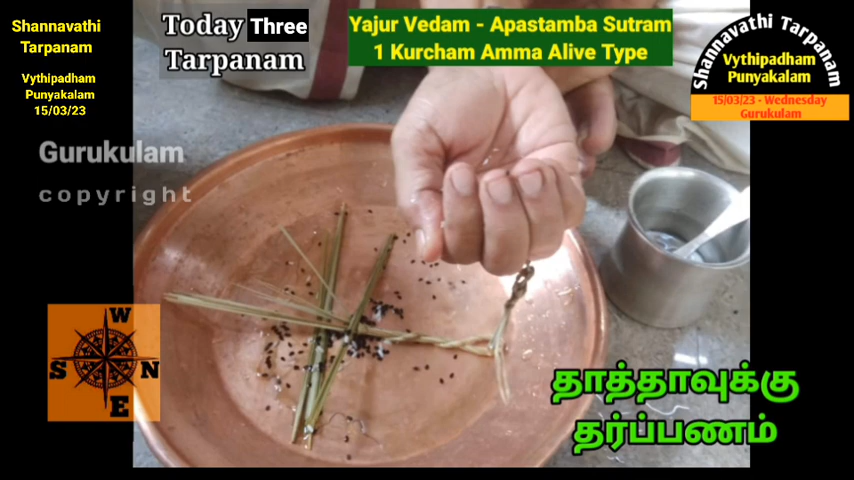 Shannavathi
Tarpanam
Vythipadham
Punyakalam
15/03/23
Today Three
Tarpanam
Yajur Vedam - Apastamba Sutram
1 Kurcham Amma Alive Type
Shannavathi Tarpanam
Vythipadham
Punyakalam
15/03/23 - Wednesday
Gurukulam
Gurukulam
copyright
W
S N
E
தாத்தாவுக்கு
தர்ப்பணம்